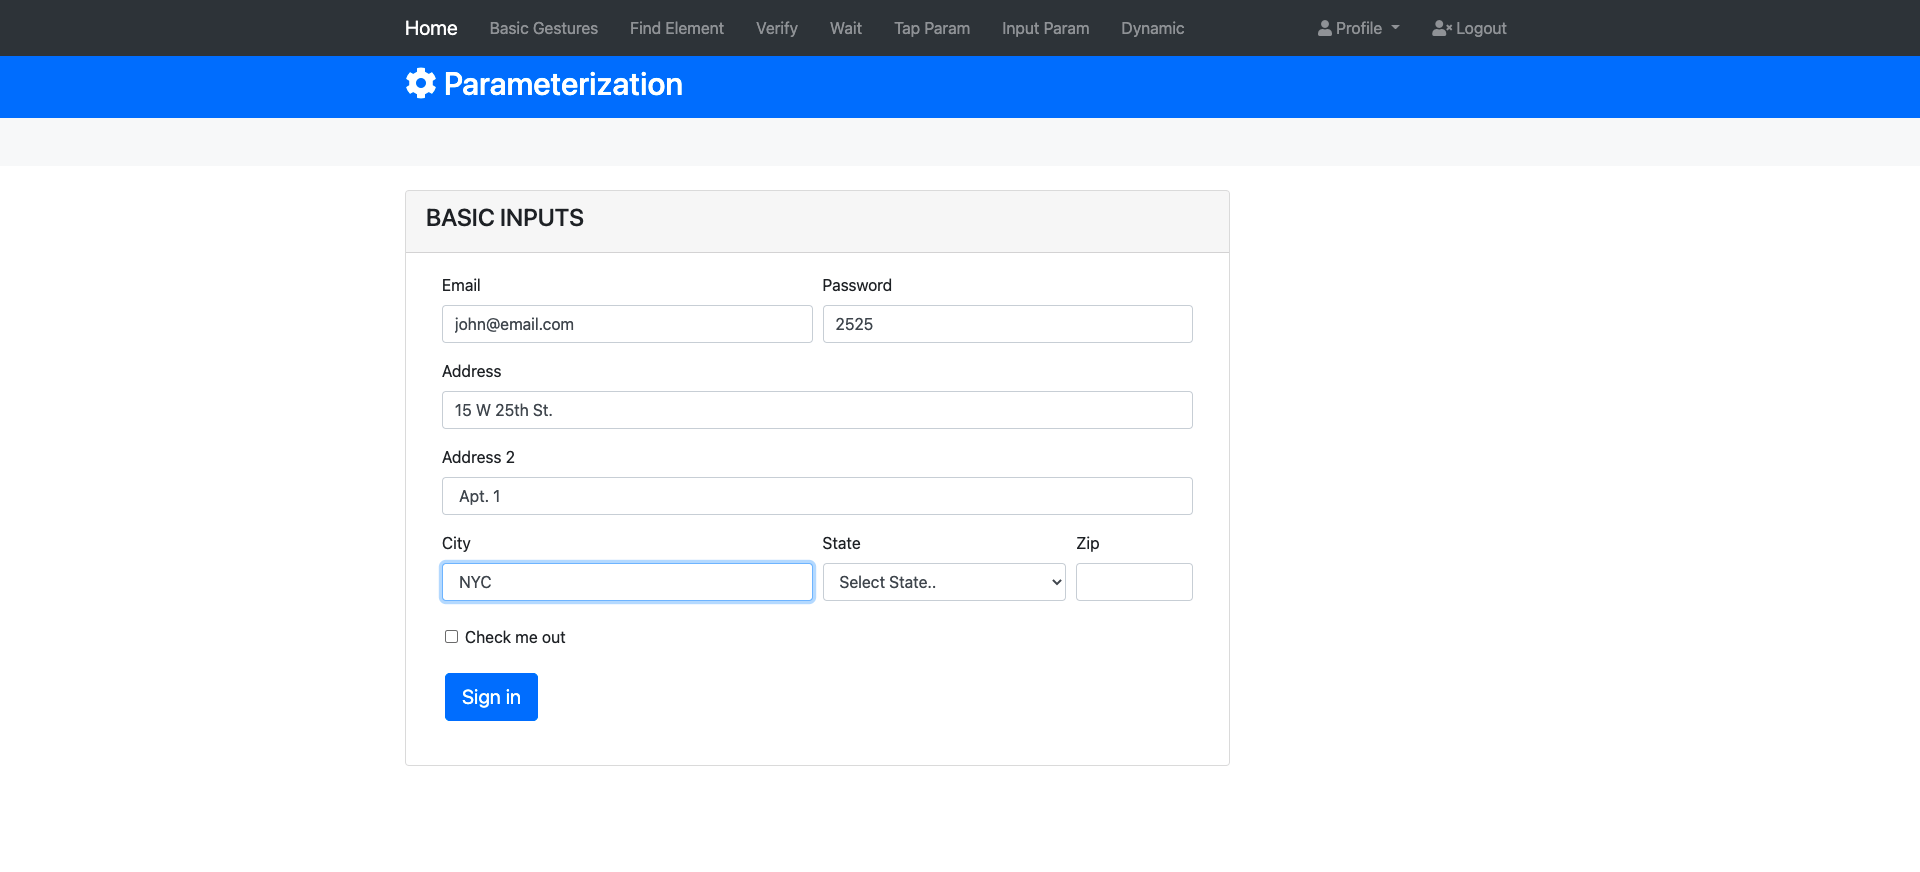 Home Basic Gestures Find Element Verify Wait Tap Param Input Param Dynamic Profile Logout
Parameterization
BASIC INPUTS
Email Password
john@email.com 2525
Address
15 W 25th St.
Address 2
Apt. 1
City State Zip
NYC Select State..
Check me out
Sign in